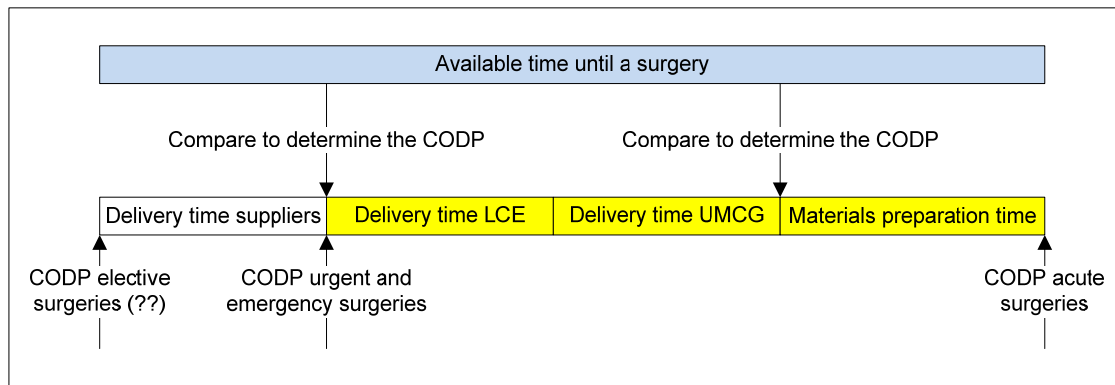 Available time until a surgery
Compare to determine the CODP
Compare to determine the CODP
Delivery time suppliers
Delivery time LCE
Delivery time UMCG
Materials preparation time
CODP elective
surgeries (??)
CODP urgent and
emergency surgeries
CODP acute
surgeries